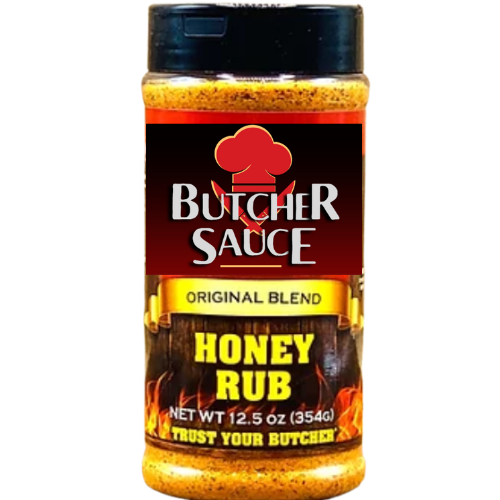 BUTCHER
SAUCE
ORIGINAL BLEND
HONEY
RUB
NET WT 12.5 oz (354G)
TRUST YOUR BUTCHER'